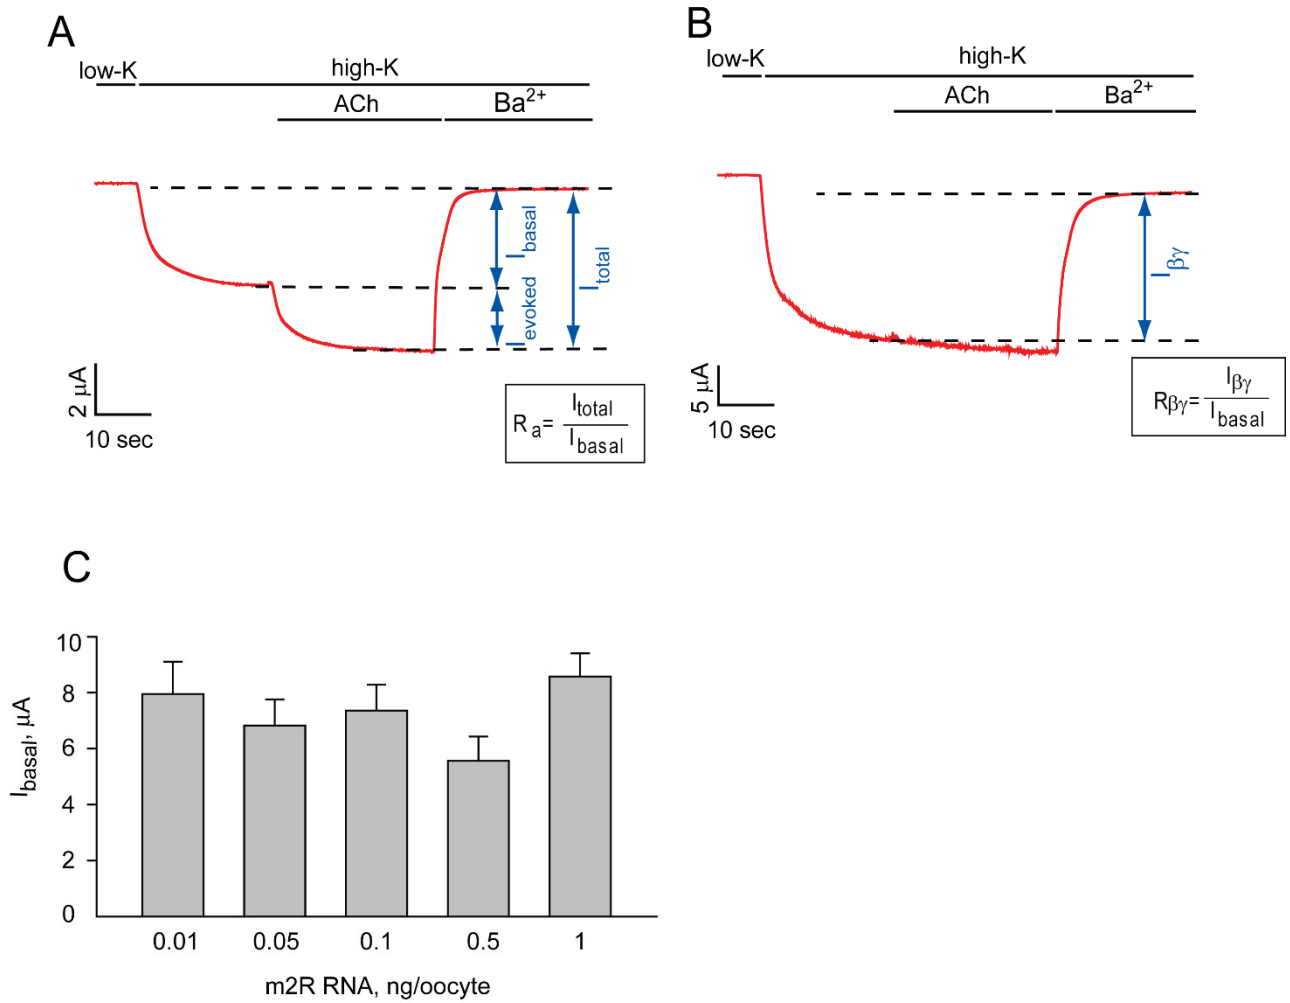 A
low-K
high-K
ACh
Ba2+
Ibasal
Ievoked
Itotal
2 μA
10 sec
Ra= Itotal
Ibasal
B
low-K
high-K
ACh
Ba2+
Iβγ
5 μA
10 sec
Rβγ= Iβγ
Ibasal
C
Ibasal, μA
10
8
6
4
2
0
0.01 0.05 0.1 0.5 1
m2R RNA, ng/oocyte